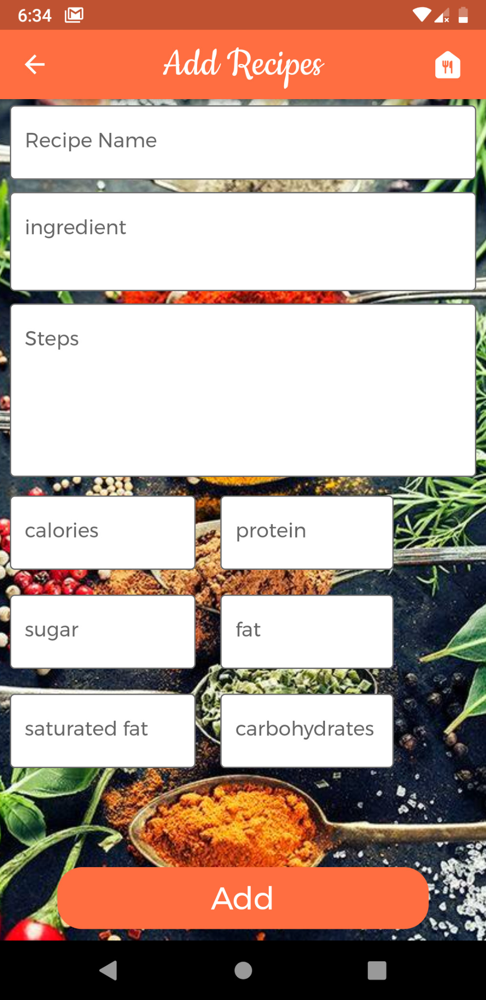 6:34
Add Recipes
Recipe Name
ingredient
Steps
calories protein
sugar fat
saturated fat carbohydrates
Add